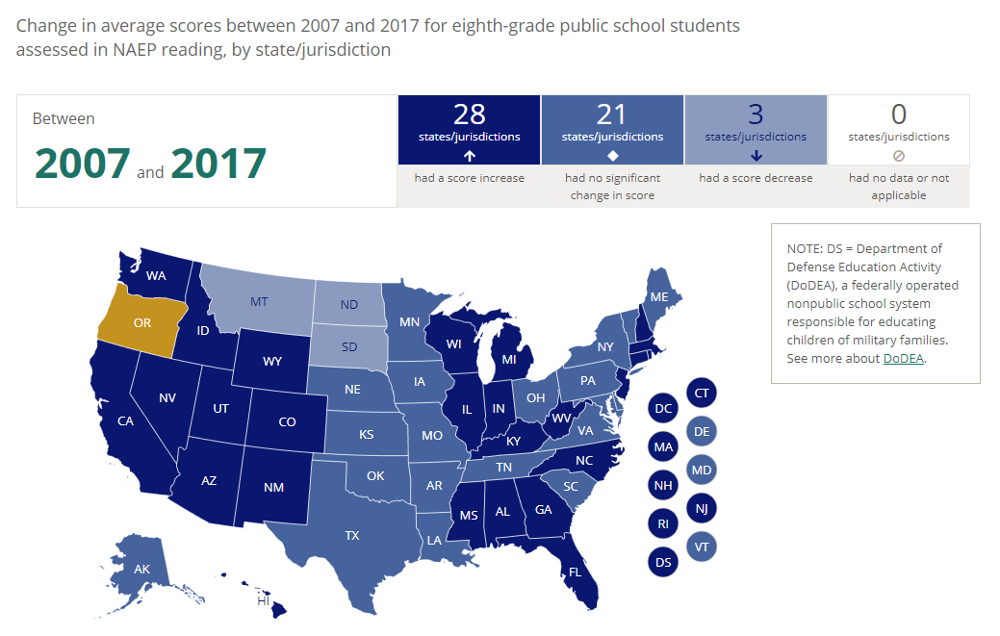 Change in average scores between 2007 and 2017 for eighth-grade public school students
assessed in NAEP reading, by state/jurisdiction
Between
2007 and 2017
28
states/jurisdictions
had a score increase
21
states/jurisdictions
had no significant
change in score
3
states/jurisdictions
had a score decrease
0
states/jurisdictions
had no data or not
applicable
NOTE: DS = Department of
Defense Education Activity
(DoDEA), a federally operated
nonpublic school system
responsible for educating
children of military families.
See more about DoDEA.
WA
OR
ID
MT
ND
SD
MN
WI
MI
NY
ME
WY
NV
UT
CA
CO
NE
IA
KS
MO
IL
IN
OH
PA
WV
VA
KY
AZ
NM
OK
AR
TN
NC
SC
MS
AL
GA
TX
LA
FL
AK
HI
CT
DC
DE
MA
MD
NH
NJ
RI
VT
DS